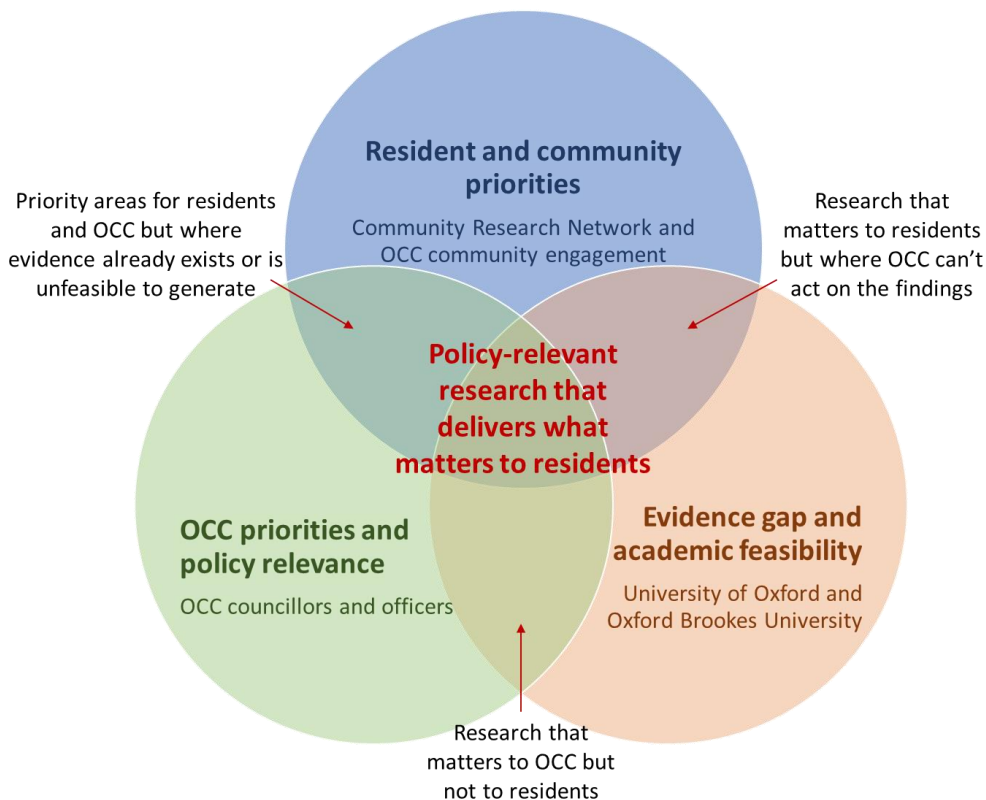 Resident and community
priorities
Community Research Network and
OCC community engagement
Priority areas for residents
and OCC but where
evidence already exists or is
unfeasible to generate
Research that
matters to residents
but where OCC can't
act on the findings
Policy-relevant
research that
delivers what
matters to residents
OCC priorities and
policy relevance
OCC councillors and officers
Evidence gap and
academic feasibility
University of Oxford and
Oxford Brookes University
Research that
matters to OCC but
not to residents